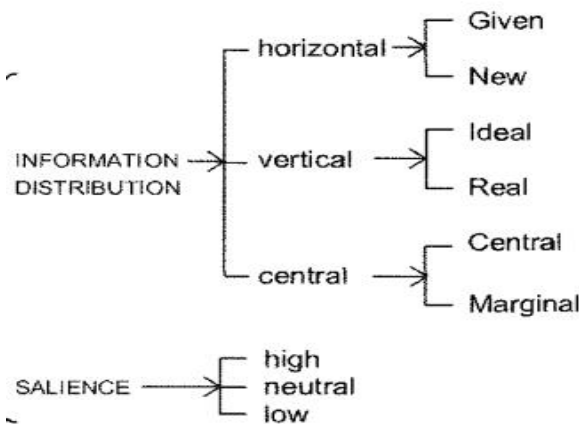 Given
horizontal
New
Ideal
INFORMATION vertical
DISTRIBUTION
Real
Central
central
Marginal
high
SALIENCE neutral
low